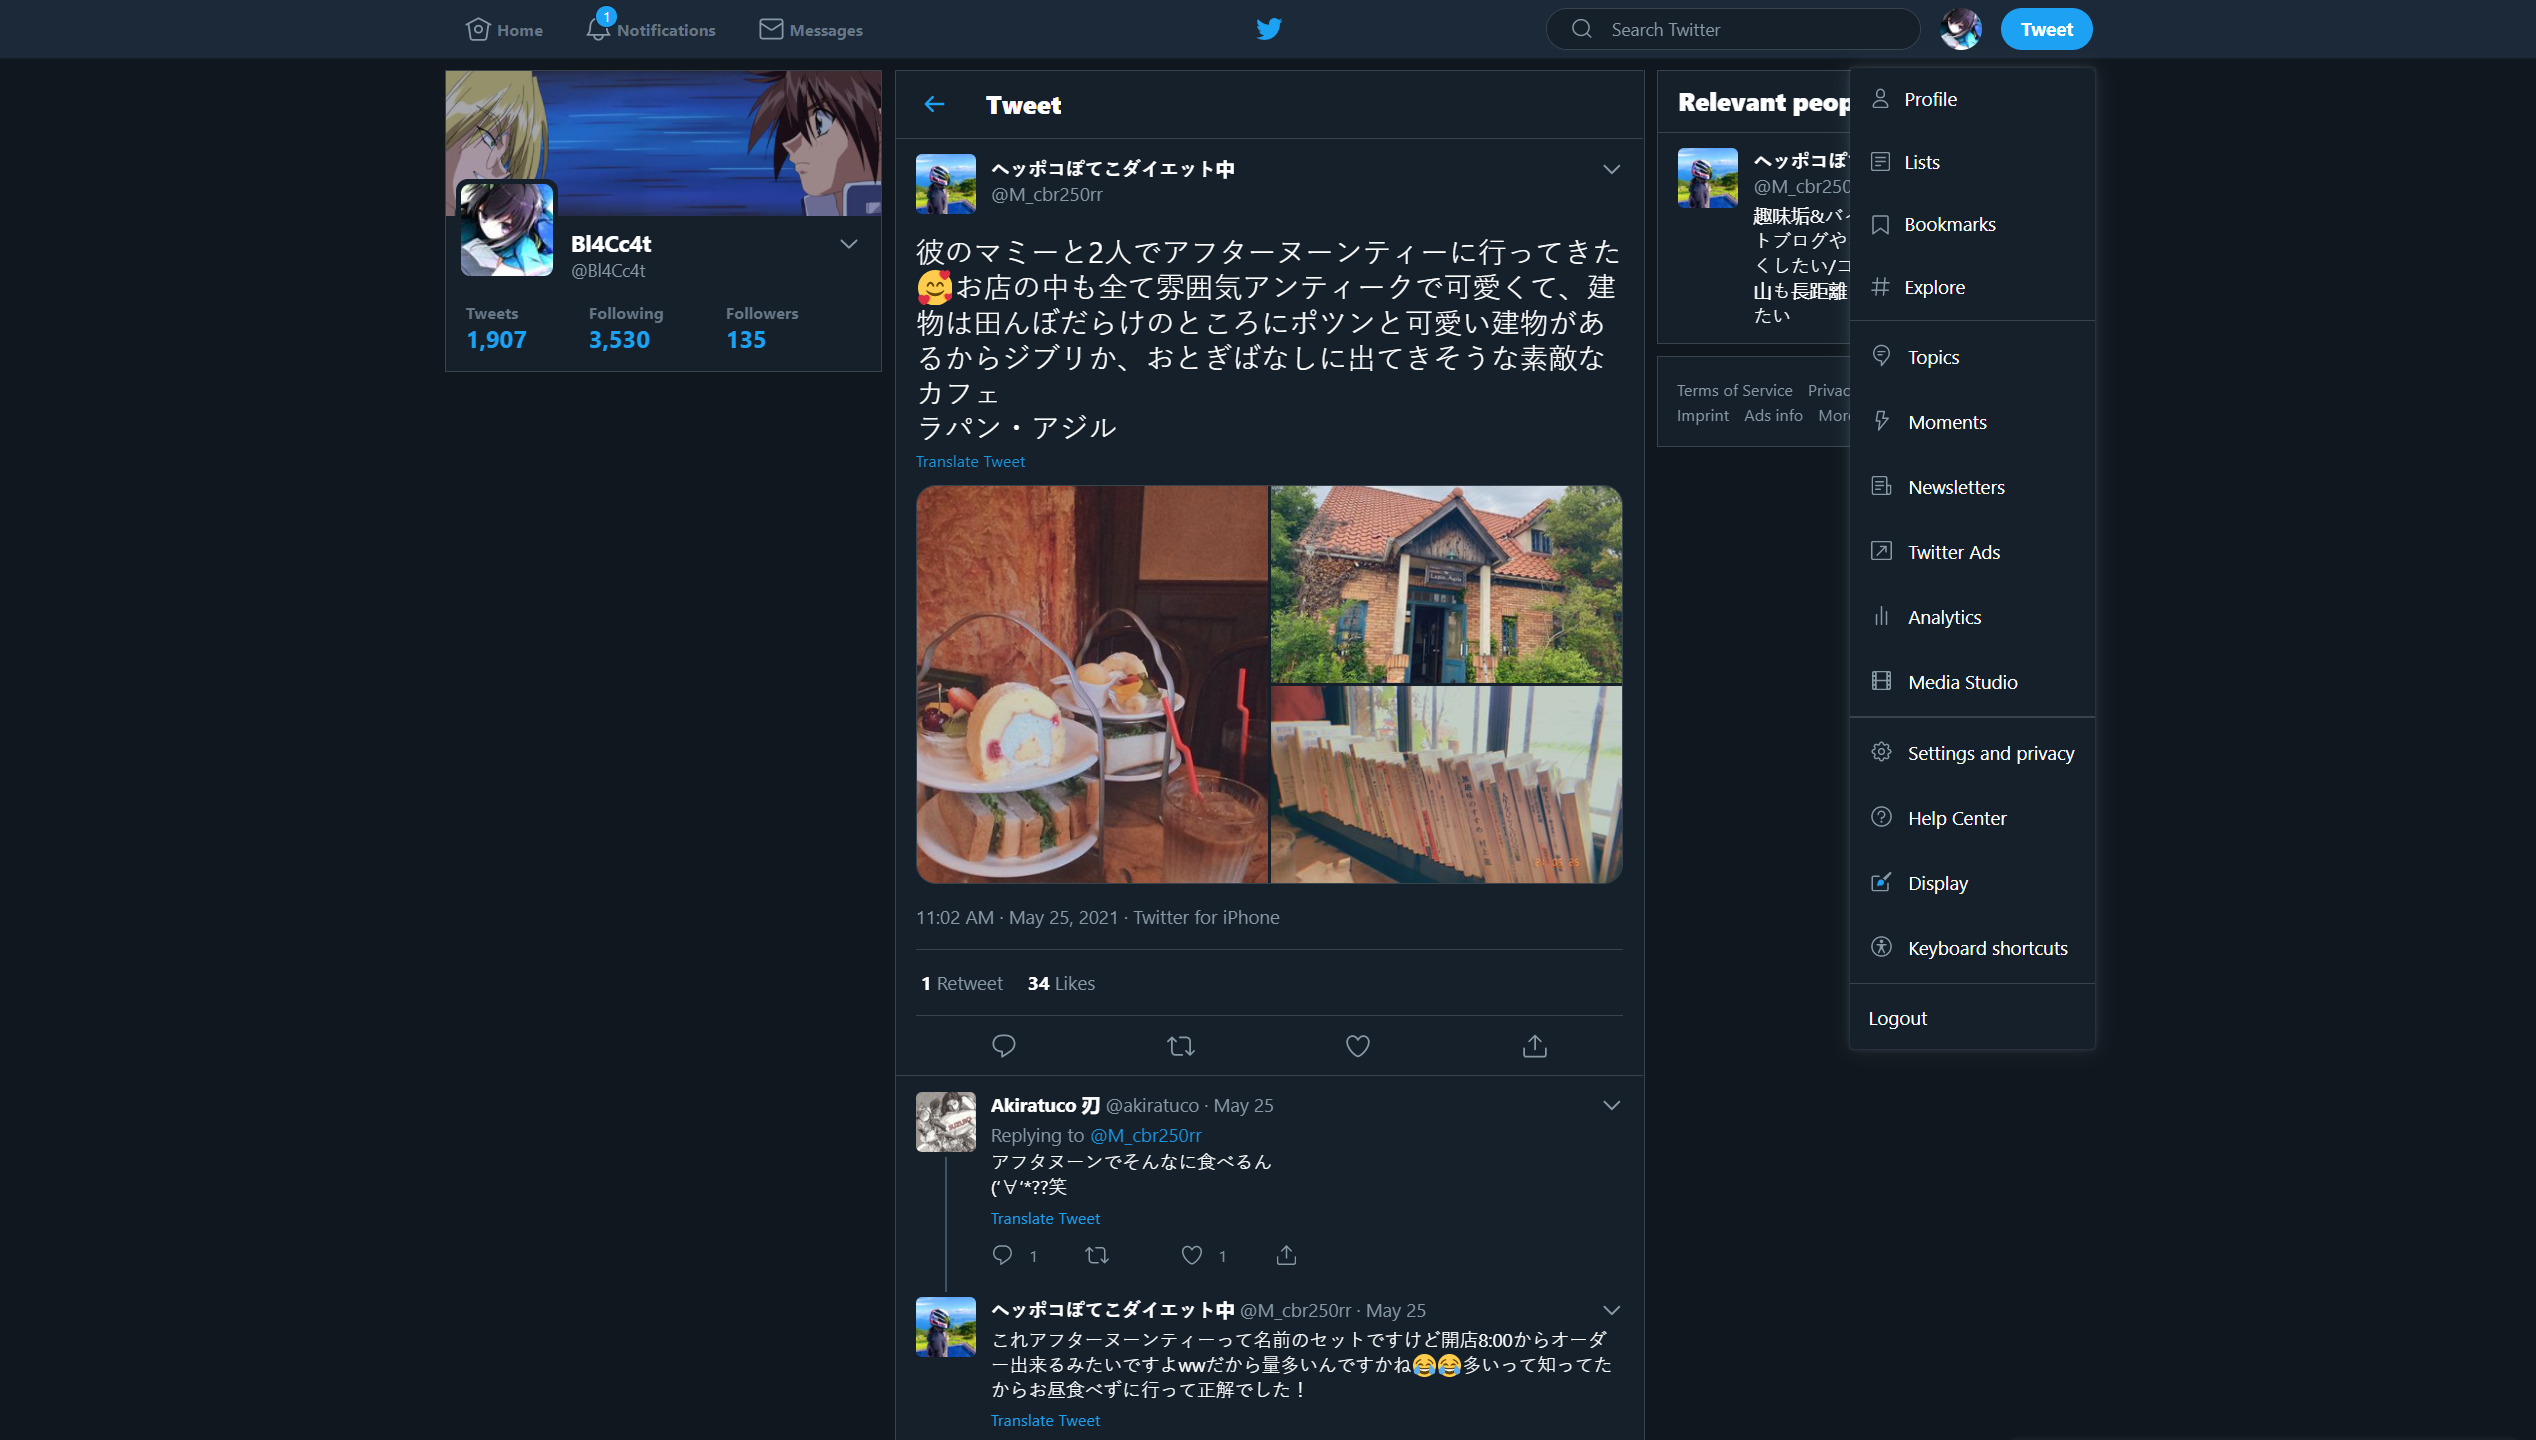 Home
1
Notifications
Messages
Search Twitter
Tweet
Bl4Cc4t
@Bl4Cc4t
Tweets Following Followers
1,907 3,530 135
Tweet
ヘッポコぽてこダイエット中
@M_cbr250rr
彼のマミーと2人でアフターヌーンティーに行ってきた
🥰お店の中も全て雰囲気アンティークで可愛くて、建
物は田んぼだらけのところにポツンと可愛い建物があ
るからジブリか、おとぎばなしに出てきそうな素敵な
カフェ
ラパン・アジル
Translate Tweet
11:02 AM · May 25, 2021 · Twitter for iPhone
1 Retweet 34 Likes
Akiratuco 刃 @akiratuco · May 25
Replying to @M_cbr250rr
アフタヌーンでそんなに食べるん
(‘∀‘*??笑
Translate Tweet
1 1
ヘッポコぽてこダイエット中 @M_cbr250rr · May 25
これアフターヌーンティーって名前のセットですけど開店8:00からオーダ
ー出来るみたいですよwwだから量多いんですかね😂😂多いって知ってた
からお昼食べずに行って正解でした！
Translate Tweet
Relevant peop
ヘッポコぽ
@M_cbr250
趣味垢&バイ
トブログや
くしたい/コ
山も長距離
たい
Terms of Service Privac
Imprint Ads info More
Profile
Lists
Bookmarks
Explore
Topics
Moments
Newsletters
Twitter Ads
Analytics
Media Studio
Settings and privacy
Help Center
Display
Keyboard shortcuts
Logout